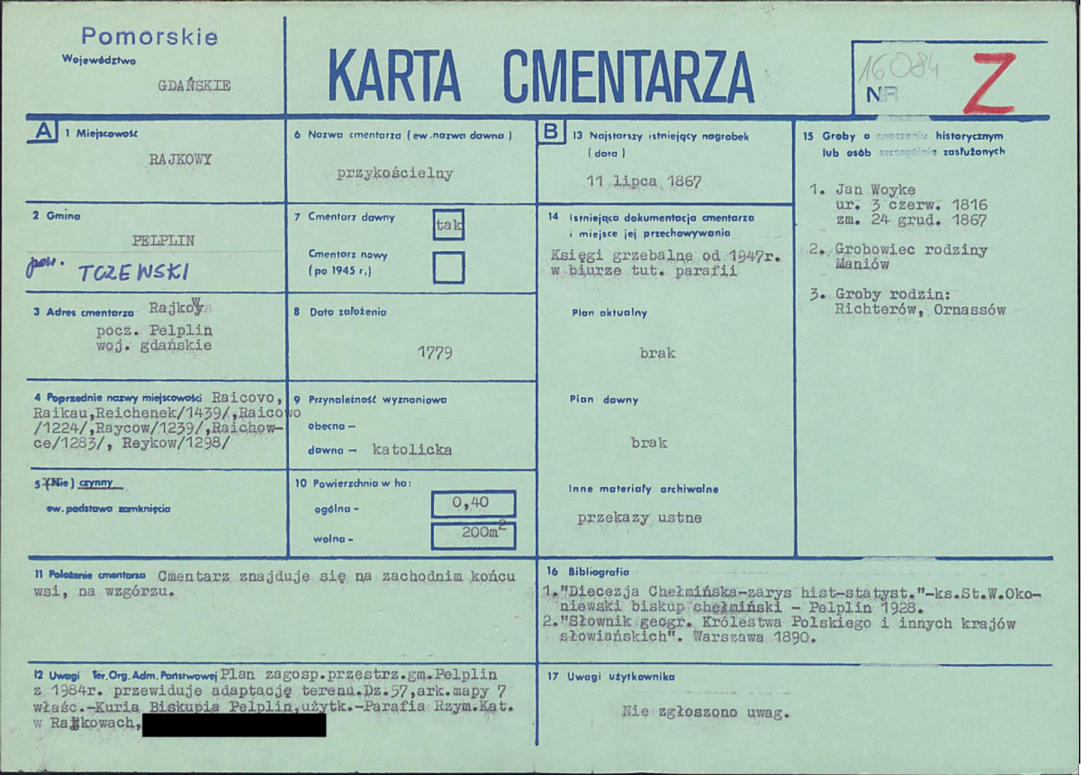 Pomorskie
Województwo
GDAŃSKIE
KARTA CMENTARZA
16084
NR
Z
A
1 Miejscowość
RAJKOWY
2 Gmina
PELPLIN
pow. TCZEWSKI
3 Adres cmentarza Rajkowy
pocz. Pelplin
woj. gdańskie
4 Poprzednie nazwy miejscowości Raicovo,
Raikau,Reichenek/1439/,Raicowo
/1224/,Raycow/1239/,Raichow-
ce/1283/, Reykow/1298/
5 (Nie) czynny
ew. podstawa zamknięcia
6 Nazwa cmentarza (ew. nazwa dawna)
przykościelny
7 Cmentarz dawny
tak
Cmentarz nowy
(po 1945 r.)
8 Data założenia
1779
9 Przynależność wyznaniowa
obecna –
dawna – katolicka
10 Powierzchnia w ha:
ogólna – 0,40
wolna – 200m2
11 Położenie cmentarza Cmentarz znajduje się na zachodnim końcu
wsi, na wzgórzu.
12 Uwagi Ter. Org. Adm. Państwowej Plan zagosp.przestrz.gm.Pelplin
z 1984r. przewiduje adaptację terenu.Dz.57,ark.mapy 7
właśc.-Kuria Biskupia Pelplin,użytk.-Parafia Rzym.Kat.
w Rajkowach,
B
13 Najstarszy istniejący nagrobek
(data)
11 lipca 1867
14 Istniejąca dokumentacja cmentarza
i miejsce jej przechowywania
Księgi grzebalne od 1947r.
w biurze tut. parafii
Plan aktualny
brak
Plan dawny
brak
Inne materiały archiwalne
przekazy ustne
15 Groby o znaczeniu historycznym
lub osób szczególnie zasłużonych
1. Jan Woyke
ur. 3 czerw. 1816
zm. 24 grud. 1867
2. Grobowiec rodziny
Maniów
3. Groby rodzin:
Richterów, Ornassów
16 Bibliografia
1."Diecezja Chełmińska-zarys hist-statyst."-ks.St.W.Oko-
niewski biskup chełmiński - Pelplin 1928.
2."Słownik geogr. Królestwa Polskiego i innych krajów
słowiańskich". Warszawa 1890.
17 Uwagi użytkownika
Nie zgłoszono uwag.